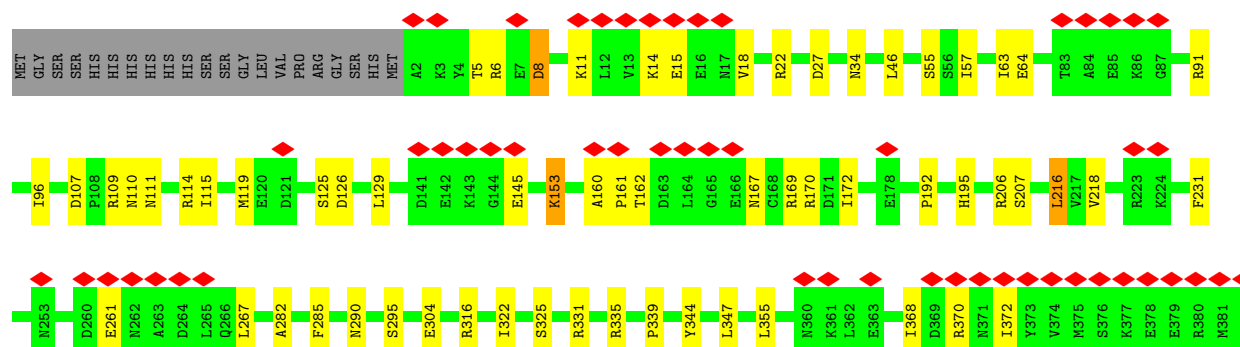 MET GLY SER SER HIS HIS HIS HIS HIS HIS SER SER GLY LEU VAL PRO ARG GLY SER HIS MET A2 K3 Y4 T5 R6 E7 D8 K11 L12 V13 K14 E15 E16 N17 V18 R22 D27 N34 L46 S55 S56 I57 I63 E64 T83 A84 E85 K86 G87 R91
I96 D107 P108 R109 N110 N111 R114 I115 M119 E120 D121 S125 D126 L129 D141 E142 K143 G144 E145 K153 A160 P161 T162 D163 L164 G165 E166 N167 C168 R169 R170 D171 I172 E178 P192 H195 R206 S207 L216 V217 V218 R223 K224 F231
N253 D260 E261 N262 A263 D264 L265 Q266 L267 A282 F285 N290 S295 E304 R316 I322 S325 R331 R335 P339 Y344 L347 L355 N360 K361 L362 E363 I368 D369 R370 N371 I372 Y373 V374 M375 S376 K377 E378 E379 R380 M381